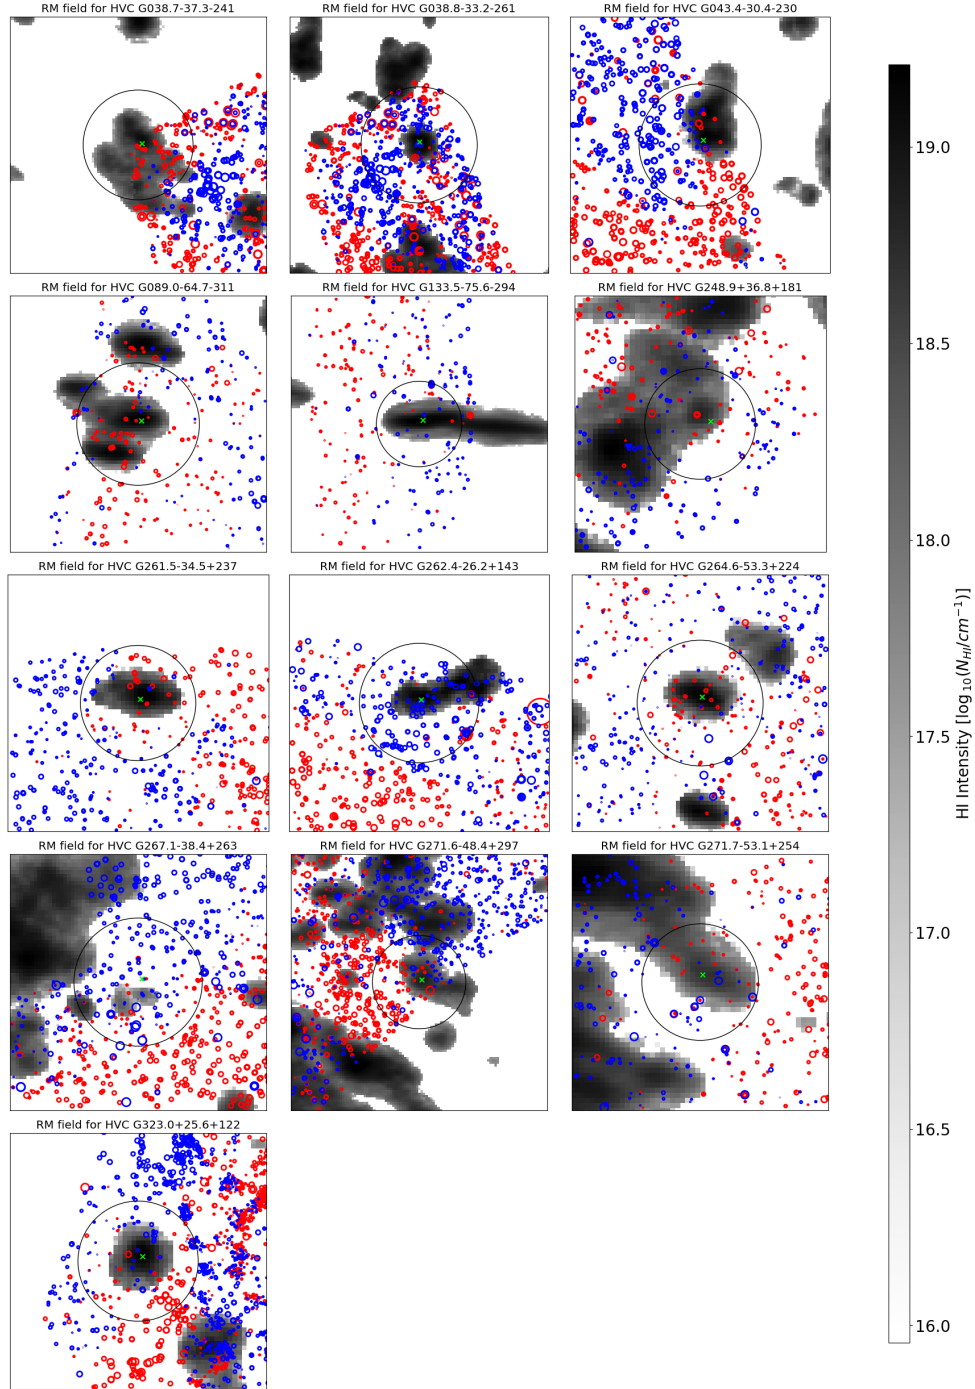 RM field for HVC G038.7-37.3-241
RM field for HVC G038.8-33.2-261
RM field for HVC G043.4-30.4-230
RM field for HVC G089.0-64.7-311
RM field for HVC G133.5-75.6-294
RM field for HVC G248.9+36.8+181
RM field for HVC G261.5-34.5+237
RM field for HVC G262.4-26.2+143
RM field for HVC G264.6-53.3+224
RM field for HVC G267.1-38.4+263
RM field for HVC G271.6-48.4+297
RM field for HVC G271.7-53.1+254
RM field for HVC G323.0+25.6+122
19.0
18.5
18.0
17.5
17.0
16.5
16.0
HI Intensity [log₁₀(N_HI/cm⁻¹)]